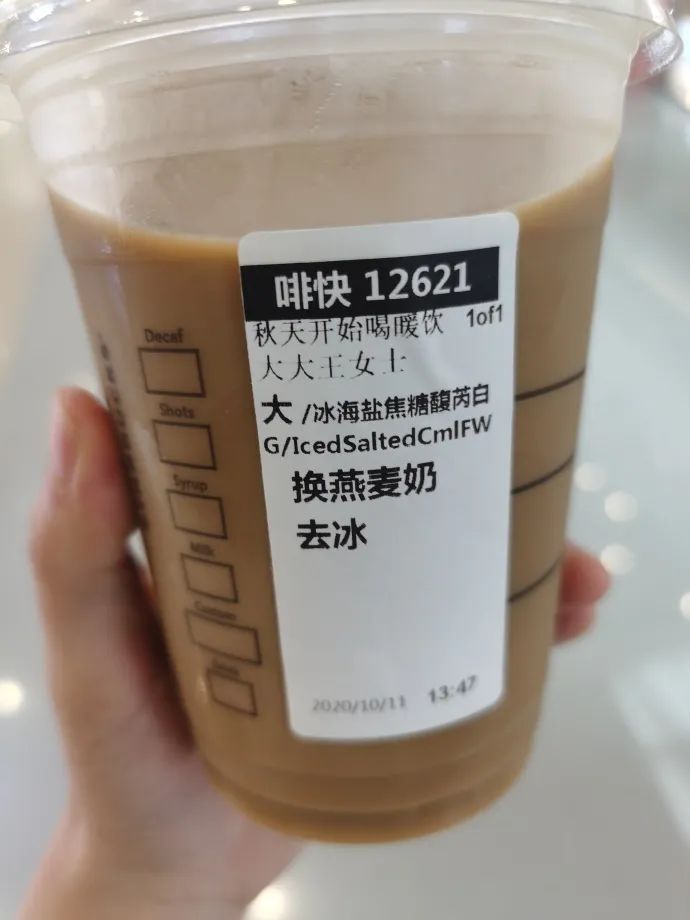 啡快 12621
秋天开始喝暖饮 1of1
大大王女士
大/冰海盐焦糖馥芮白
G/IcedSaltedCmlFW
换燕麦奶
去冰
2020/10/11 13:47
Decaf
Shots
Syrup
Milk
Custom